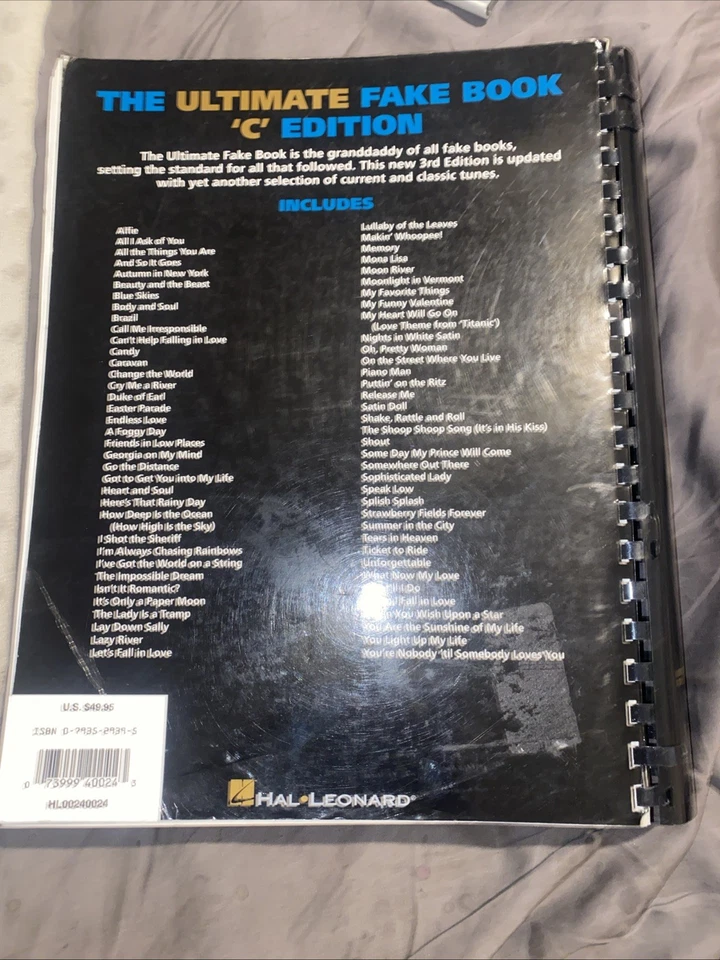 THE ULTIMATE FAKE BOOK
'C' EDITION
The Ultimate Fake Book is the granddaddy of all fake books,
setting the standard for all that followed. This new 3rd Edition is updated
with yet another selection of current and classic tunes.
INCLUDES
Alfie
All I Ask of You
All the Things You Are
And So It Goes
Autumn in New York
Beauty and the Beast
Blue Skies
Body and Soul
Brazil
Call Me Irresponsible
Can't Help Falling in Love
Candy
Caravan
Change the World
Cry Me a River
Duke of Earl
Easter Parade
Endless Love
A Foggy Day
Friends in Low Places
Georgia on My Mind
Go the Distance
Got to Get You into My Life
Heart and Soul
Here's That Rainy Day
How Deep Is the Ocean
(How High Is the Sky)
I Shot the Sheriff
I'm Always Chasing Rainbows
I've Got the World on a String
The Impossible Dream
Isn't It Romantic?
It's Only a Paper Moon
The Lady Is a Tramp
Lay Down Sally
Lazy River
Let's Fall in Love
Lullaby of the Leaves
Makin' Whoopee!
Memory
Mona Lisa
Moon River
Moonlight in Vermont
My Favorite Things
My Funny Valentine
My Heart Will Go On
(Love Theme from 'Titanic')
Nights in White Satin
Oh, Pretty Woman
On the Street Where You Live
Piano Man
Puttin' on the Ritz
Release Me
Satin Doll
Shake, Rattle and Roll
The Shoop Shoop Song (It's in His Kiss)
Shout
Some Day My Prince Will Come
Somewhere Out There
Sophisticated Lady
Speak Low
Splish Splash
Strawberry Fields Forever
Summer in the City
Tears in Heaven
Ticket to Ride
Unforgettable
What Now My Love
I Do
Fall in Love
You Wish Upon a Star
You Are the Sunshine of My Life
You Light Up My Life
You're Nobody 'til Somebody Loves You
U.S. $49.95
ISBN 0-7935-2939-5
0 73999 40024 5
HL00240024
HAL•LEONARD®